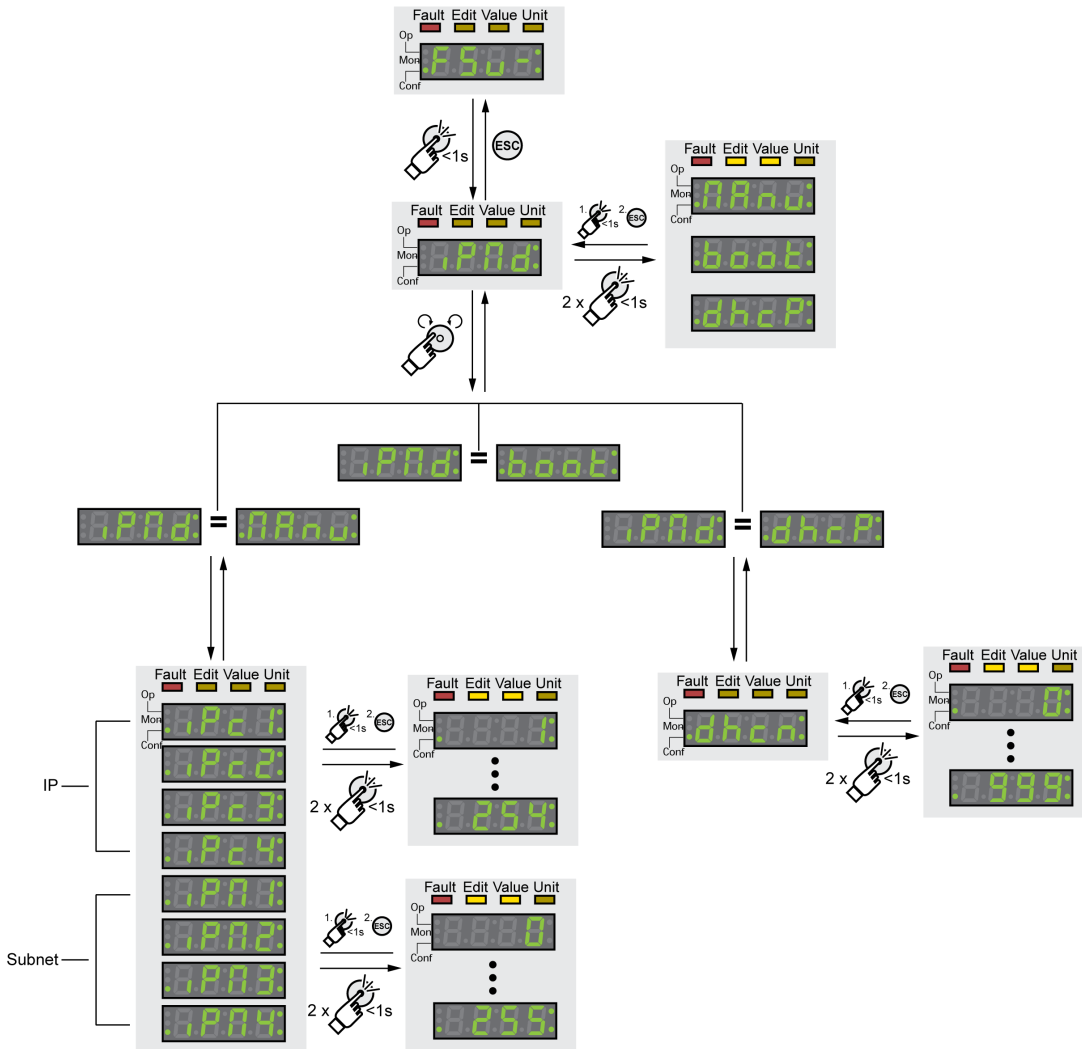 Fault Edit Value Unit
Op
Mon
Conf
FSu-
<1s
ESC
Fault Edit Value Unit
Op
Mon
Conf
iPMd
1. <1s 2. ESC
2 x <1s
Fault Edit Value Unit
Op
Mon
Conf
MAnu
boot
dhcP
iPMd = boot
iPMd = MAnu
iPMd = dhcP
Fault Edit Value Unit
Op
Mon
Conf
IP
iPc1
iPc2
iPc3
iPc4
Subnet
iPM1
iPM2
iPM3
iPM4
1. <1s 2. ESC
2 x <1s
Fault Edit Value Unit
Op
Mon
Conf
1
254
1. <1s 2. ESC
2 x <1s
Fault Edit Value Unit
Op
Mon
Conf
0
255
Fault Edit Value Unit
Op
Mon
Conf
dhcn
1. <1s 2. ESC
2 x <1s
Fault Edit Value Unit
Op
Mon
Conf
0
999